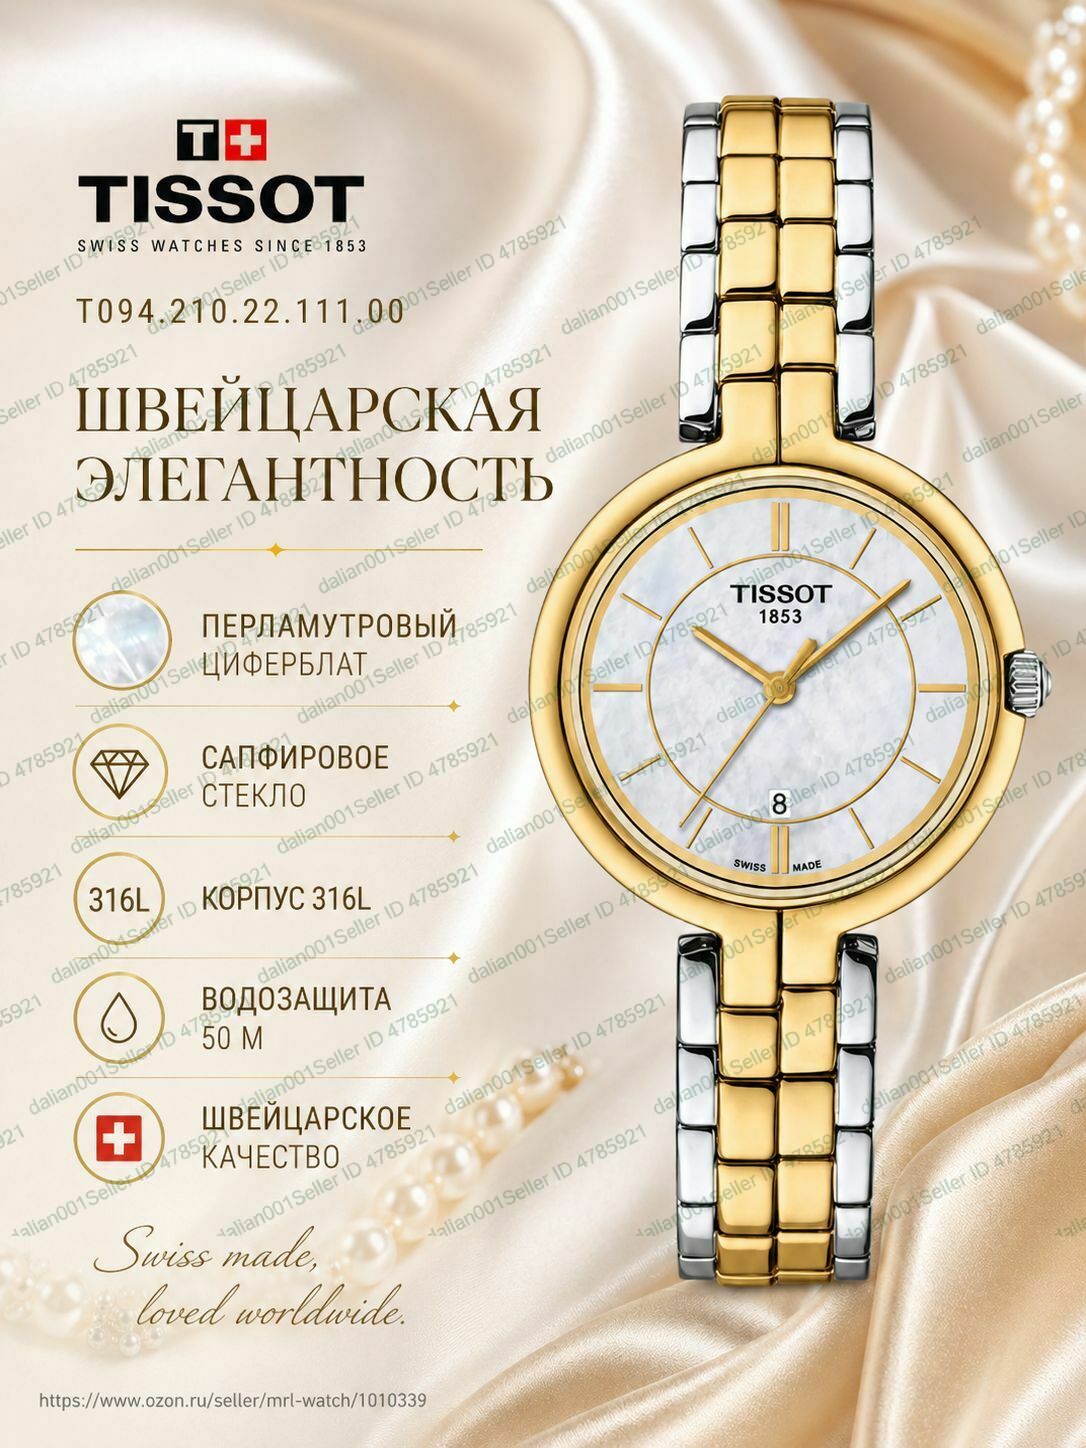 T+
TISSOT
SWISS WATCHES SINCE 1853
T094.210.22.111.00
ШВЕЙЦАРСКАЯ
ЭЛЕГАНТНОСТЬ
ПЕРЛАМУТРОВЫЙ
ЦИФЕРБЛАТ
САПФИРОВОЕ
СТЕКЛО
316L
КОРПУС 316L
ВОДОЗАЩИТА
50 М
ШВЕЙЦАРСКОЕ
КАЧЕСТВО
Swiss made,
loved worldwide.
https://www.ozon.ru/seller/mrl-watch/1010339
TISSOT
1853
8
SWISS MADE
dalian001Seller ID 4785921